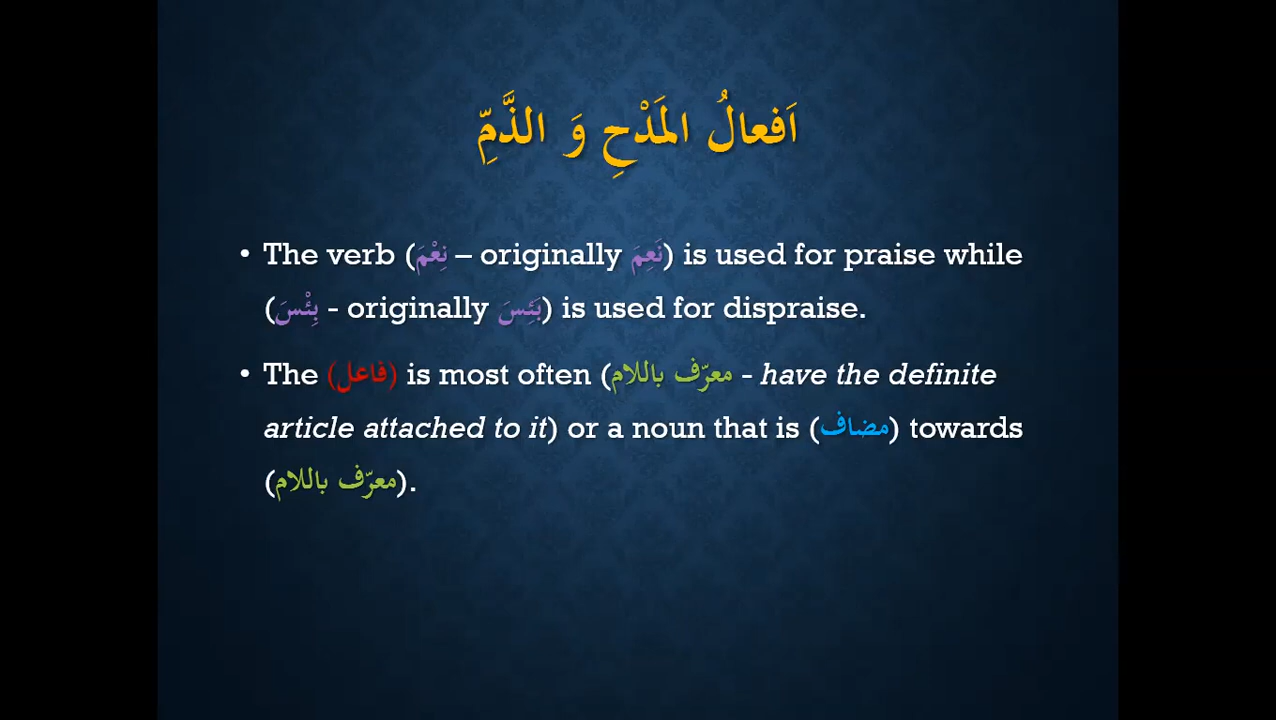 اَفعالُ المَدْحِ وَ الذَّمِّ
• The verb (نِعْمَ – originally نَعِمَ) is used for praise while
(بِئْسَ - originally بَئِسَ) is used for dispraise.
• The (فاعل) is most often (معرّف باللام - have the definite
article attached to it) or a noun that is (مضاف) towards
(معرّف باللام).